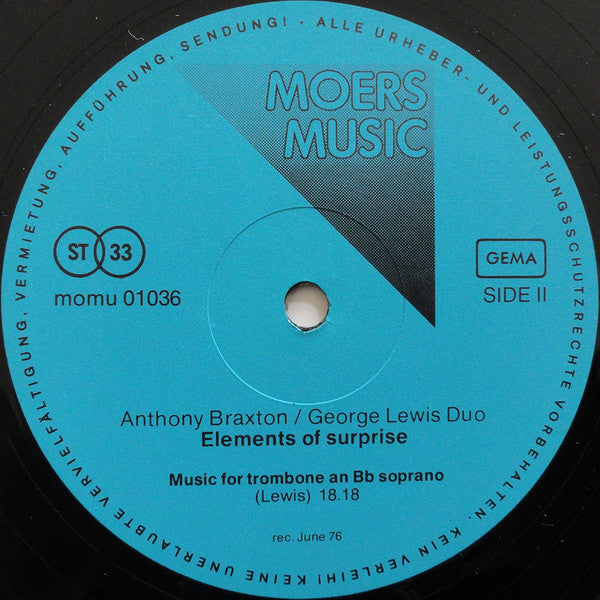 ALLE URHEBER- UND LEISTUNGSSCHUTZRECHTE VORBEHALTEN. KEIN VERLEIH! KEINE UNERLAUBTE VERVIELFÄLTIGUNG, VERMIETUNG, AUFFÜHRUNG, SENDUNG! -
MOERS
MUSIC
ST 33
GEMA
momu 01036
SIDE II
Anthony Braxton / George Lewis Duo
Elements of surprise
Music for trombone an Bb soprano
(Lewis) 18.18
rec. June 76